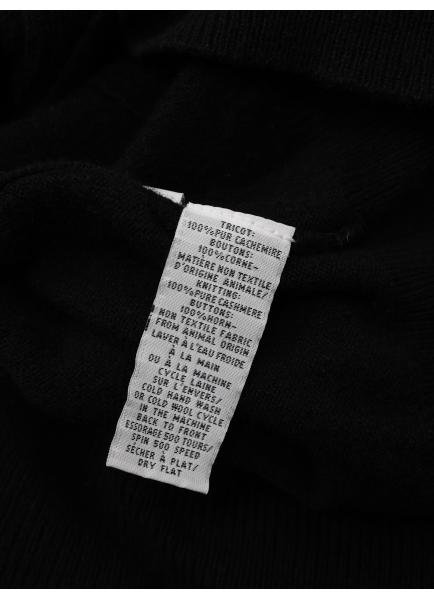 TRICOT:
100%PUR CACHEMIRE
BOUTONS:
100%CORNE-
MATIÈRE NON TEXTILE
D'ORIGINE ANIMALE/
KNITTING:
100%PURE CASHMERE
BUTTONS:
100%HORN-
NON TEXTILE FABRIC
FROM ANIMAL ORIGIN
LAVER À L'EAU FROIDE
À LA MAIN
OU À LA MACHINE
CYCLE LAINE
SUR L'ENVERS/
COLD HAND WASH
OR COLD WOOL CYCLE
IN THE MACHINE
BACK TO FRONT
ESSORAGE 500 TOURS/
SPIN 500 SPEED
SÉCHER À PLAT/
DRY FLAT